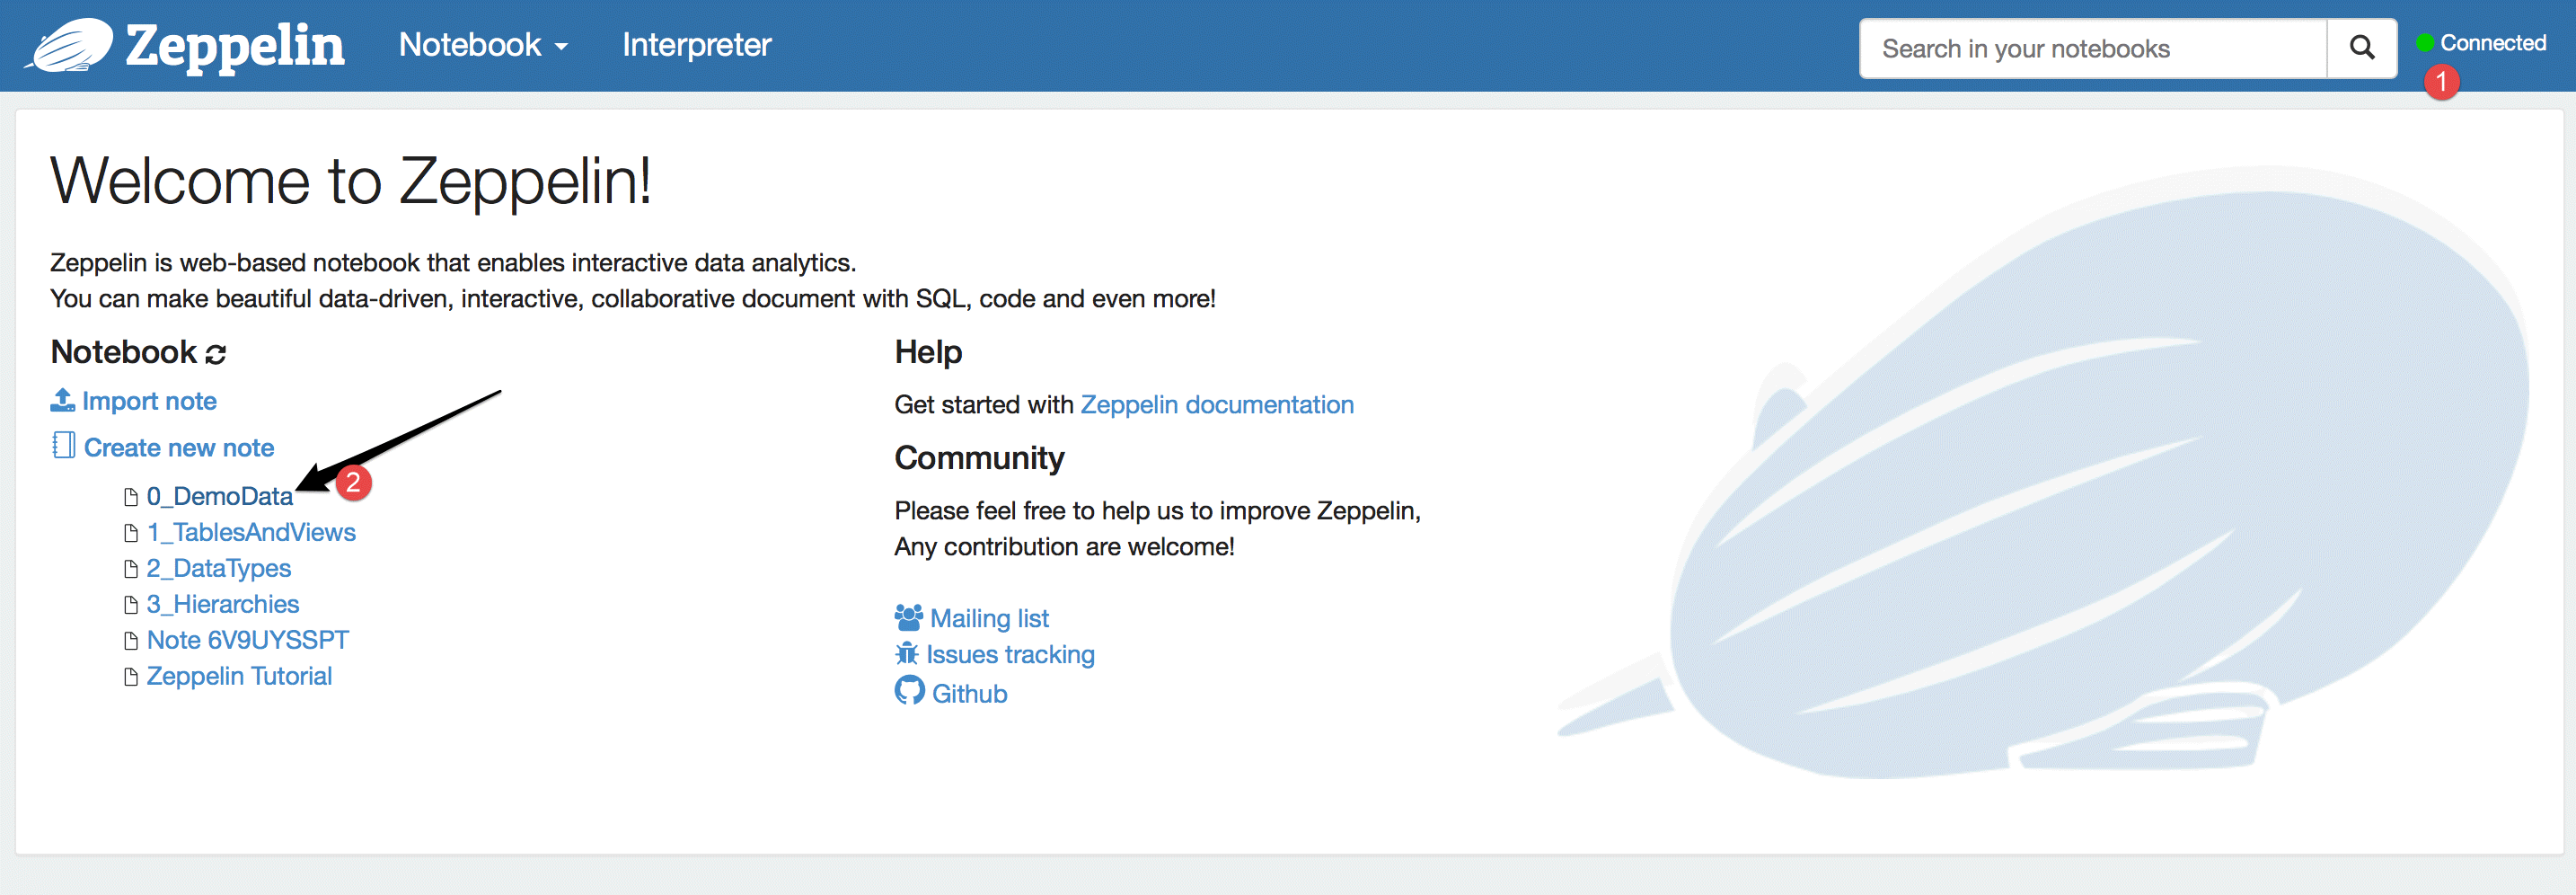 Zeppelin Notebook Interpreter Search in your notebooks Connected
1
Welcome to Zeppelin!
Zeppelin is web-based notebook that enables interactive data analytics.
You can make beautiful data-driven, interactive, collaborative document with SQL, code and even more!
Notebook
Import note
Create new note
2
0_DemoData
1_TablesAndViews
2_DataTypes
3_Hierarchies
Note 6V9UYSSPT
Zeppelin Tutorial
Help
Get started with Zeppelin documentation
Community
Please feel free to help us to improve Zeppelin,
Any contribution are welcome!
Mailing list
Issues tracking
Github